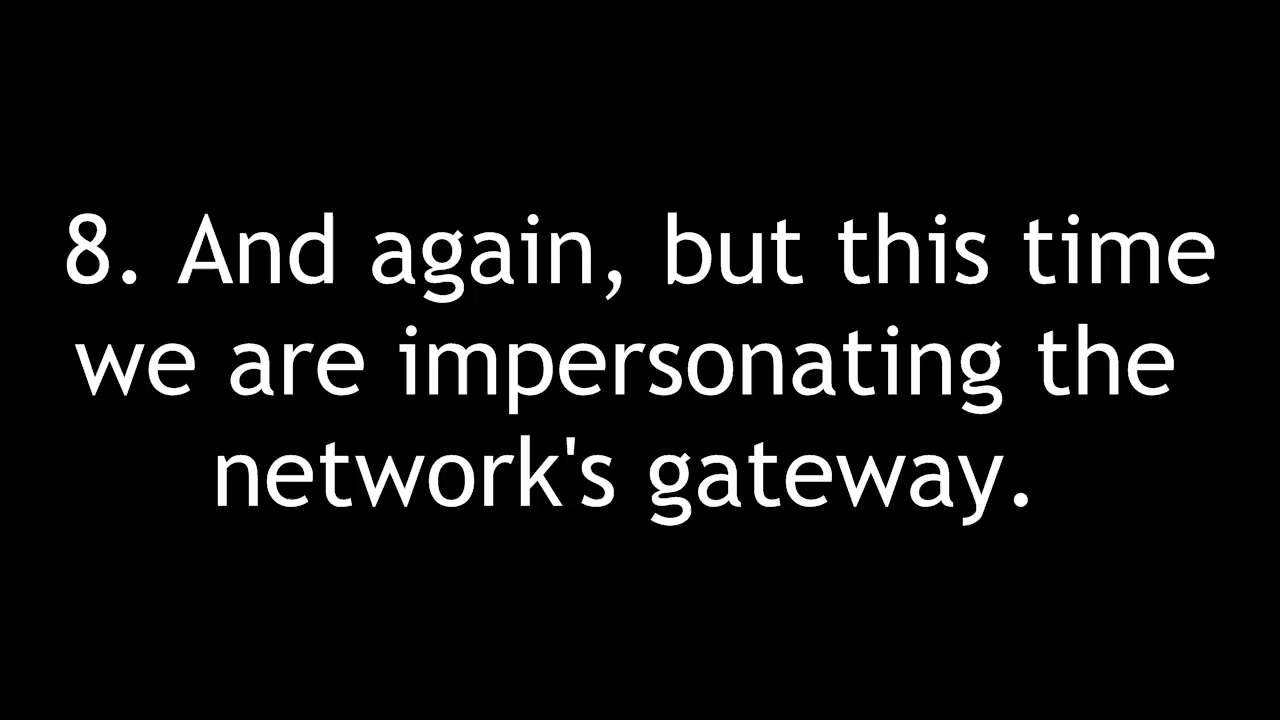 8. And again, but this time
we are impersonating the
network's gateway.